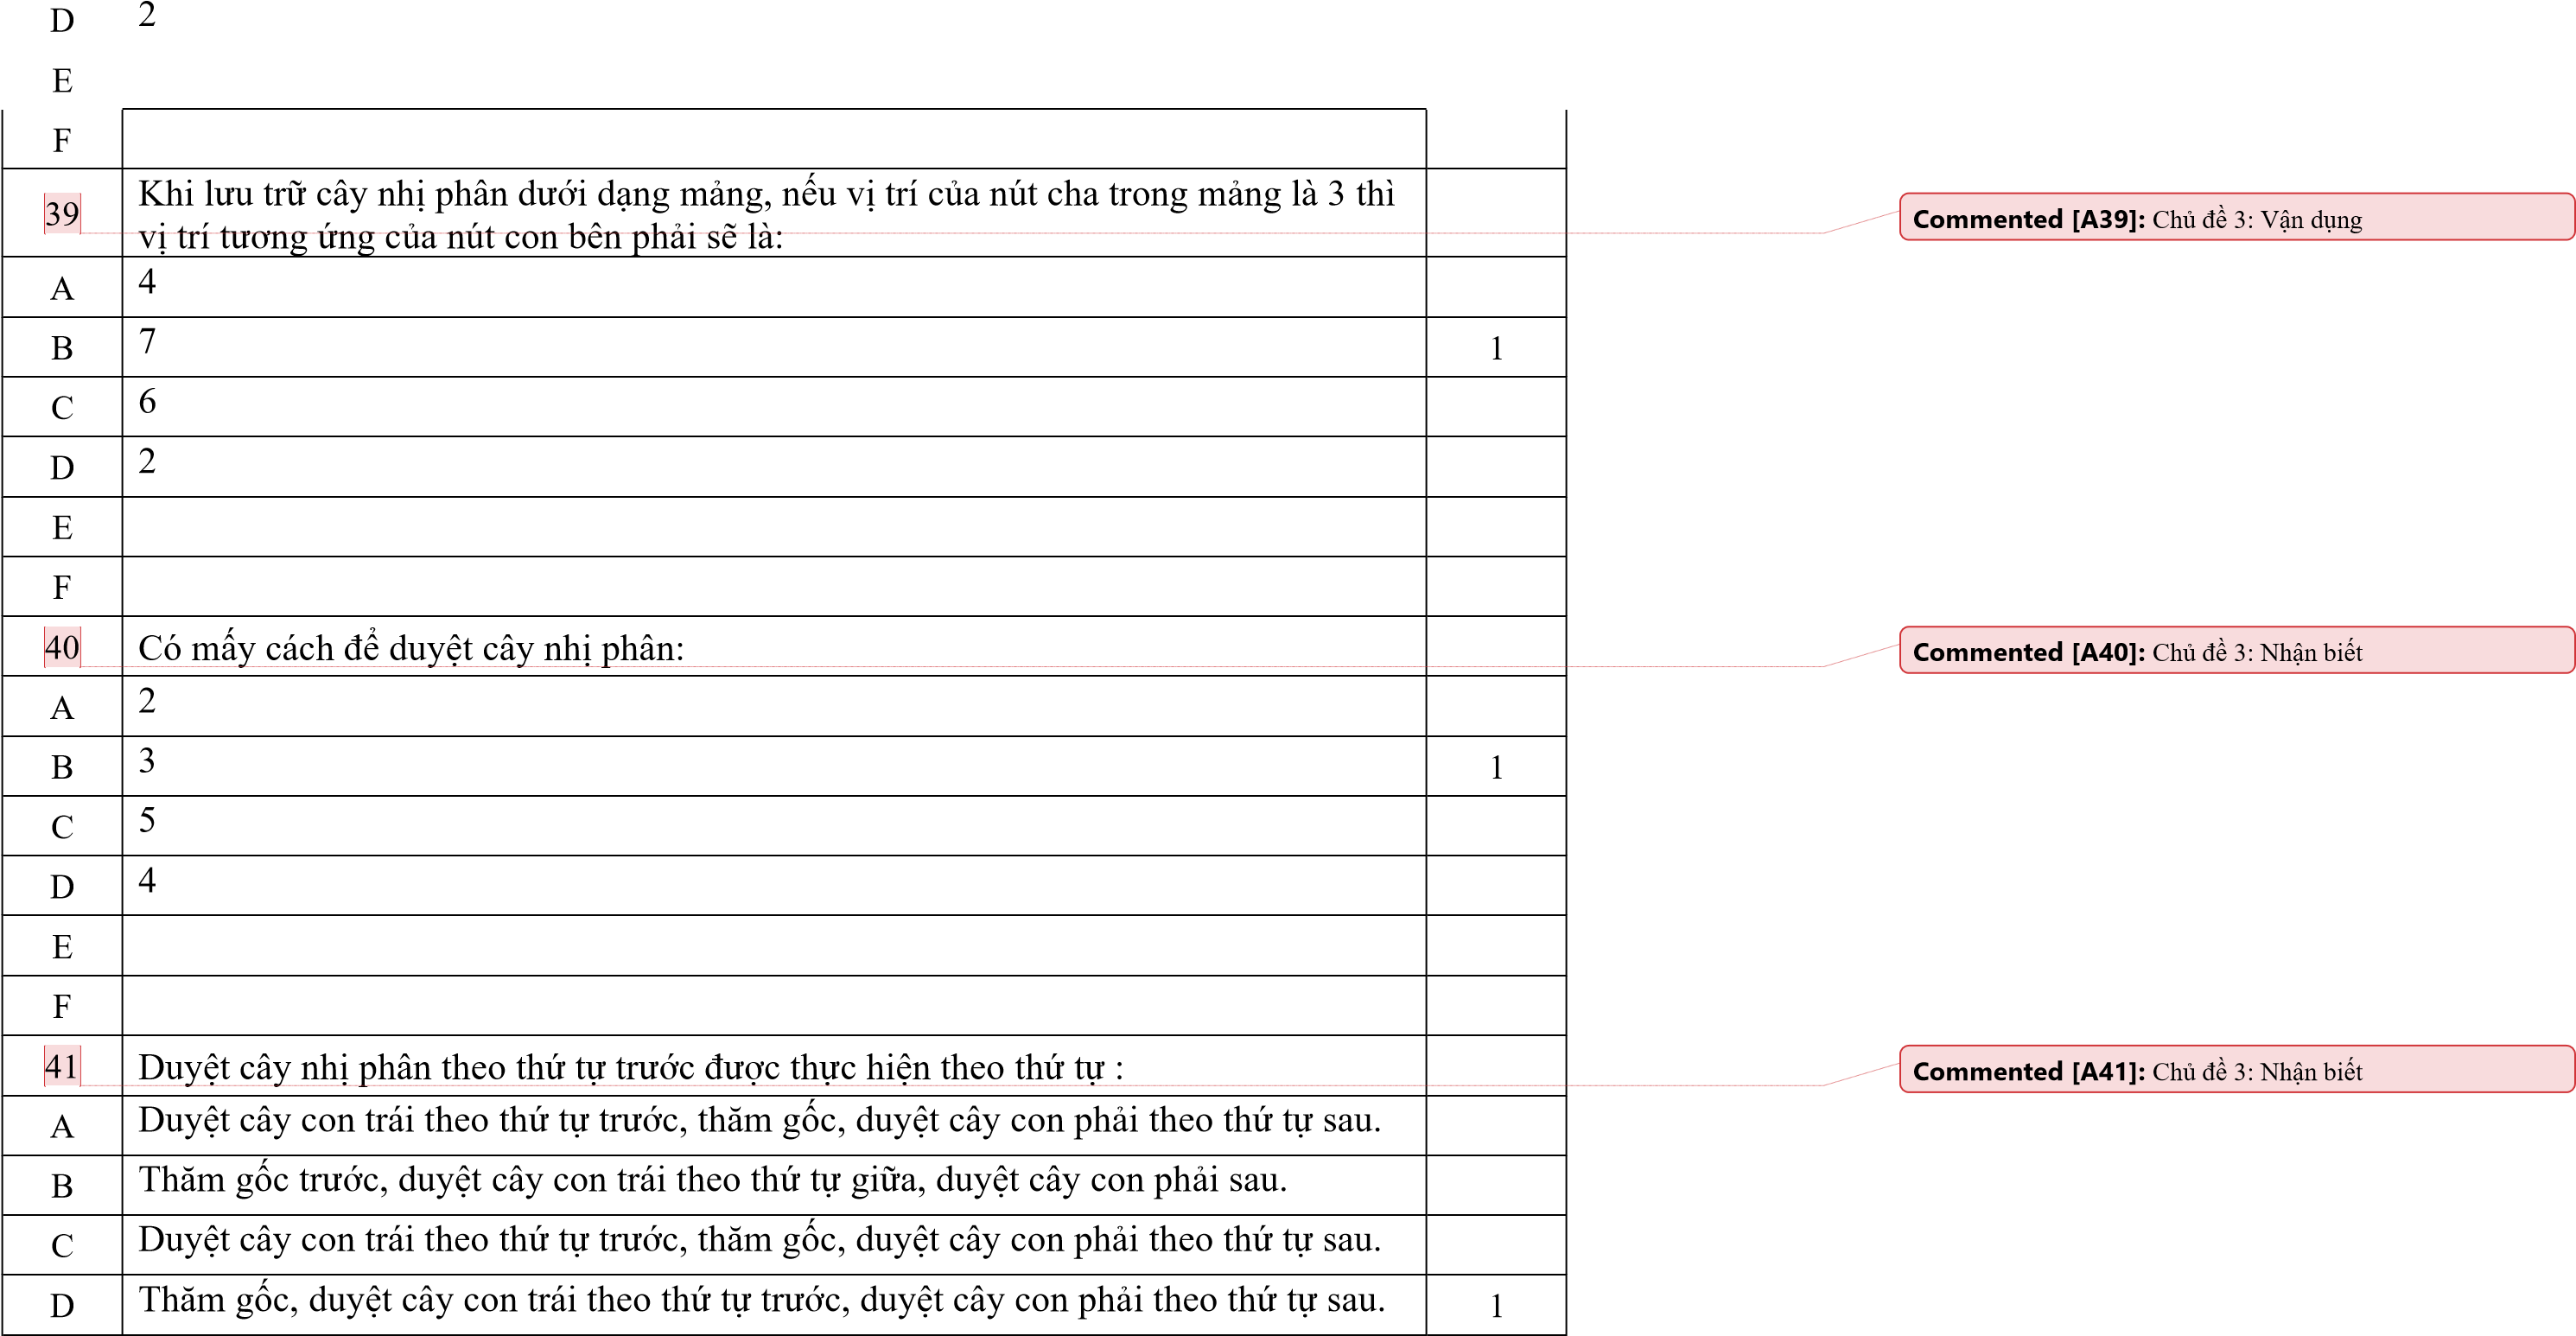 D 2
E
F
39 Khi lưu trữ cây nhị phân dưới dạng mảng, nếu vị trí của nút cha trong mảng là 3 thì
vị trí tương ứng của nút con bên phải sẽ là:
Commented [A39]: Chủ đề 3: Vận dụng
A 4
B 7 1
C 6
D 2
E
F
40 Có mấy cách để duyệt cây nhị phân:
Commented [A40]: Chủ đề 3: Nhận biết
A 2
B 3 1
C 5
D 4
E
F
41 Duyệt cây nhị phân theo thứ tự trước được thực hiện theo thứ tự :
Commented [A41]: Chủ đề 3: Nhận biết
A Duyệt cây con trái theo thứ tự trước, thăm gốc, duyệt cây con phải theo thứ tự sau.
B Thăm gốc trước, duyệt cây con trái theo thứ tự giữa, duyệt cây con phải sau.
C Duyệt cây con trái theo thứ tự trước, thăm gốc, duyệt cây con phải theo thứ tự sau.
D Thăm gốc, duyệt cây con trái theo thứ tự trước, duyệt cây con phải theo thứ tự sau. 1